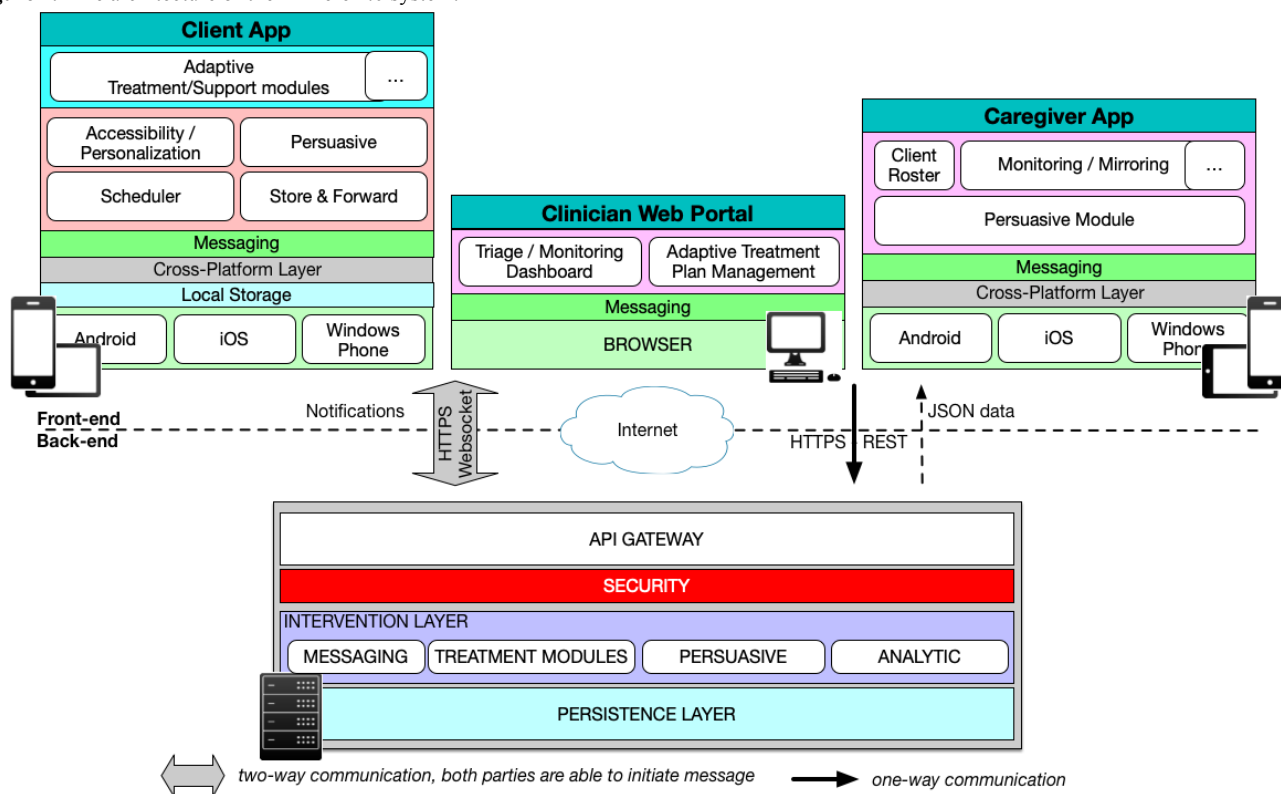 Client App
Adaptive
Treatment/Support modules
...
Accessibility /
Personalization
Persuasive
Scheduler
Store & Forward
Messaging
Cross-Platform Layer
Local Storage
Android
iOS
Windows
Phone
Clinician Web Portal
Triage / Monitoring
Dashboard
Adaptive Treatment
Plan Management
Messaging
BROWSER
Caregiver App
Client
Roster
Monitoring / Mirroring
...
Persuasive Module
Messaging
Cross-Platform Layer
Android
iOS
Windows
Phone
Front-end
Back-end
Notifications
HTTPS
Websocket
Internet
HTTPS
REST
JSON data
API GATEWAY
SECURITY
INTERVENTION LAYER
MESSAGING
TREATMENT MODULES
PERSUASIVE
ANALYTIC
PERSISTENCE LAYER
two-way communication, both parties are able to initiate message
one-way communication